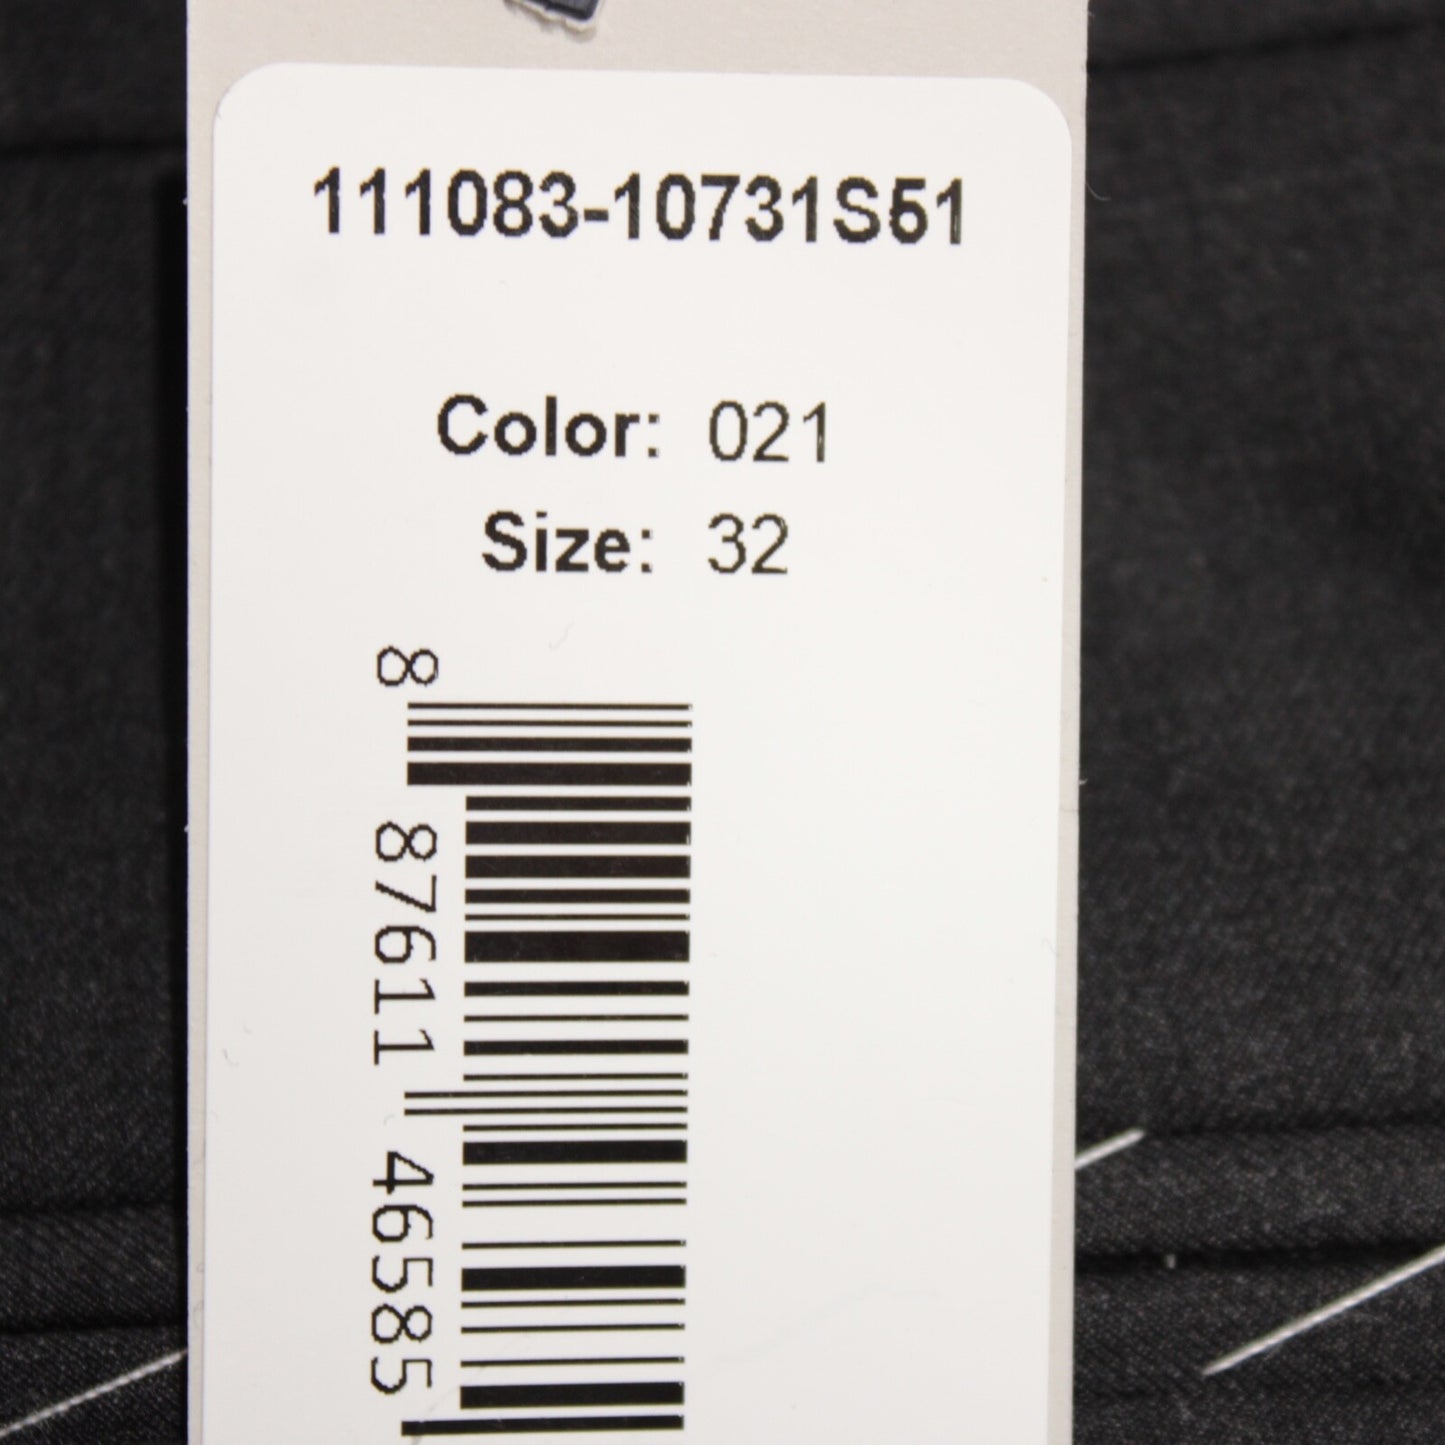 111083-10731S51
Color: 021
Size: 32
8 87611 46585